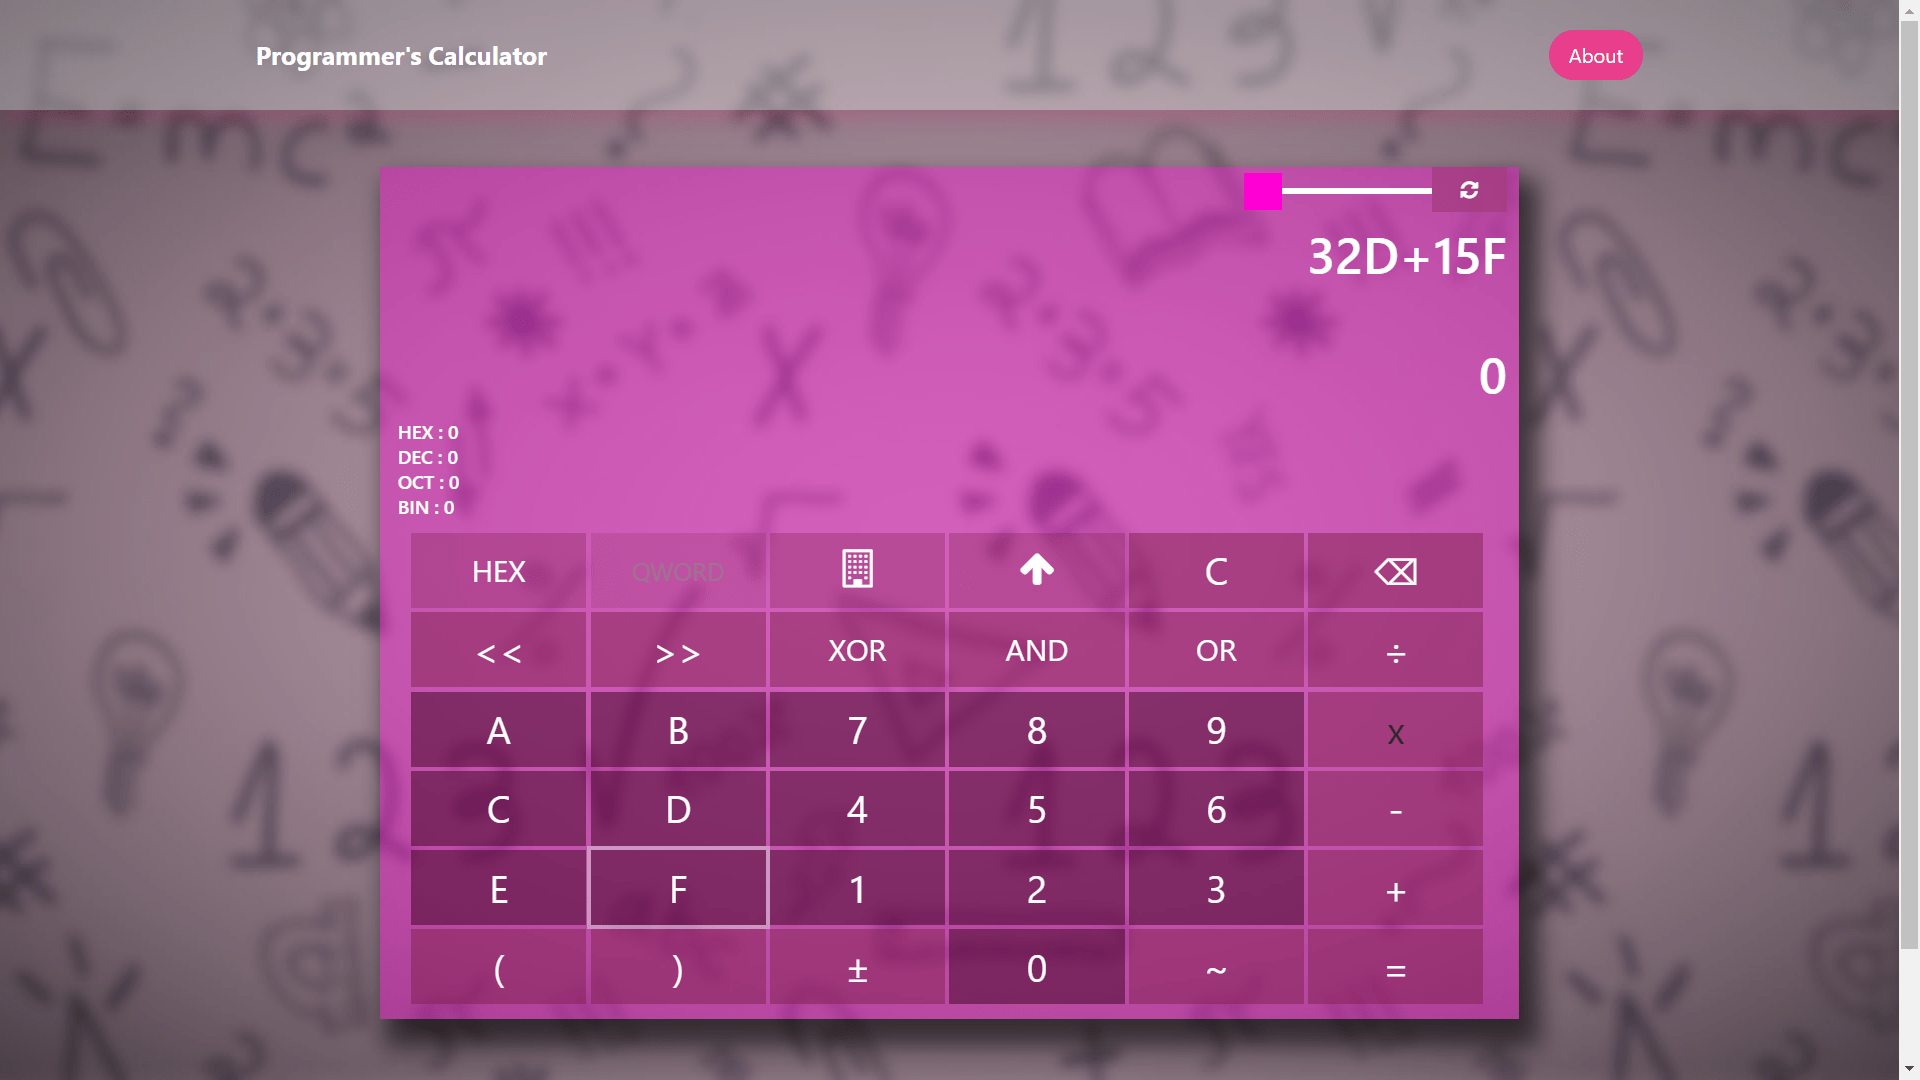 Programmer's Calculator
About
32D+15F
0
HEX : 0
DEC : 0
OCT : 0
BIN : 0
HEX QWORD C ⌫
<< >> XOR AND OR ÷
A B 7 8 9 x
C D 4 5 6 -
E F 1 2 3 +
( ) ± 0 ~ =